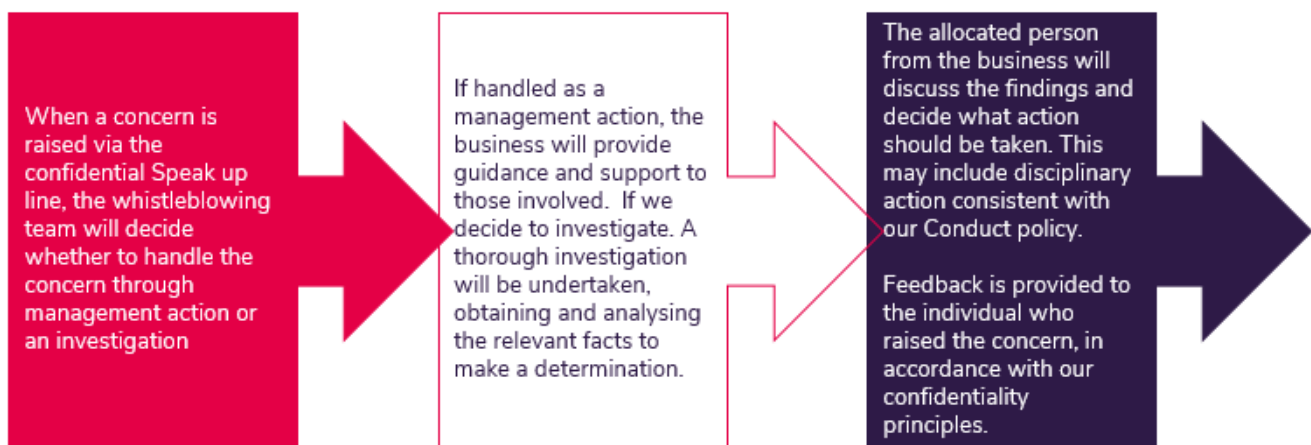 When a concern is
raised via the
confidential Speak up
line, the whistleblowing
team will decide
whether to handle the
concern through
management action or
an investigation
If handled as a
management action, the
business will provide
guidance and support to
those involved.  If we
decide to investigate. A
thorough investigation
will be undertaken,
obtaining and analysing
the relevant facts to
make a determination.
The allocated person
from the business will
discuss the findings and
decide what action
should be taken. This
may include disciplinary
action consistent with
our Conduct policy.
Feedback is provided to
the individual who
raised the concern, in
accordance with our
confidentiality
principles.